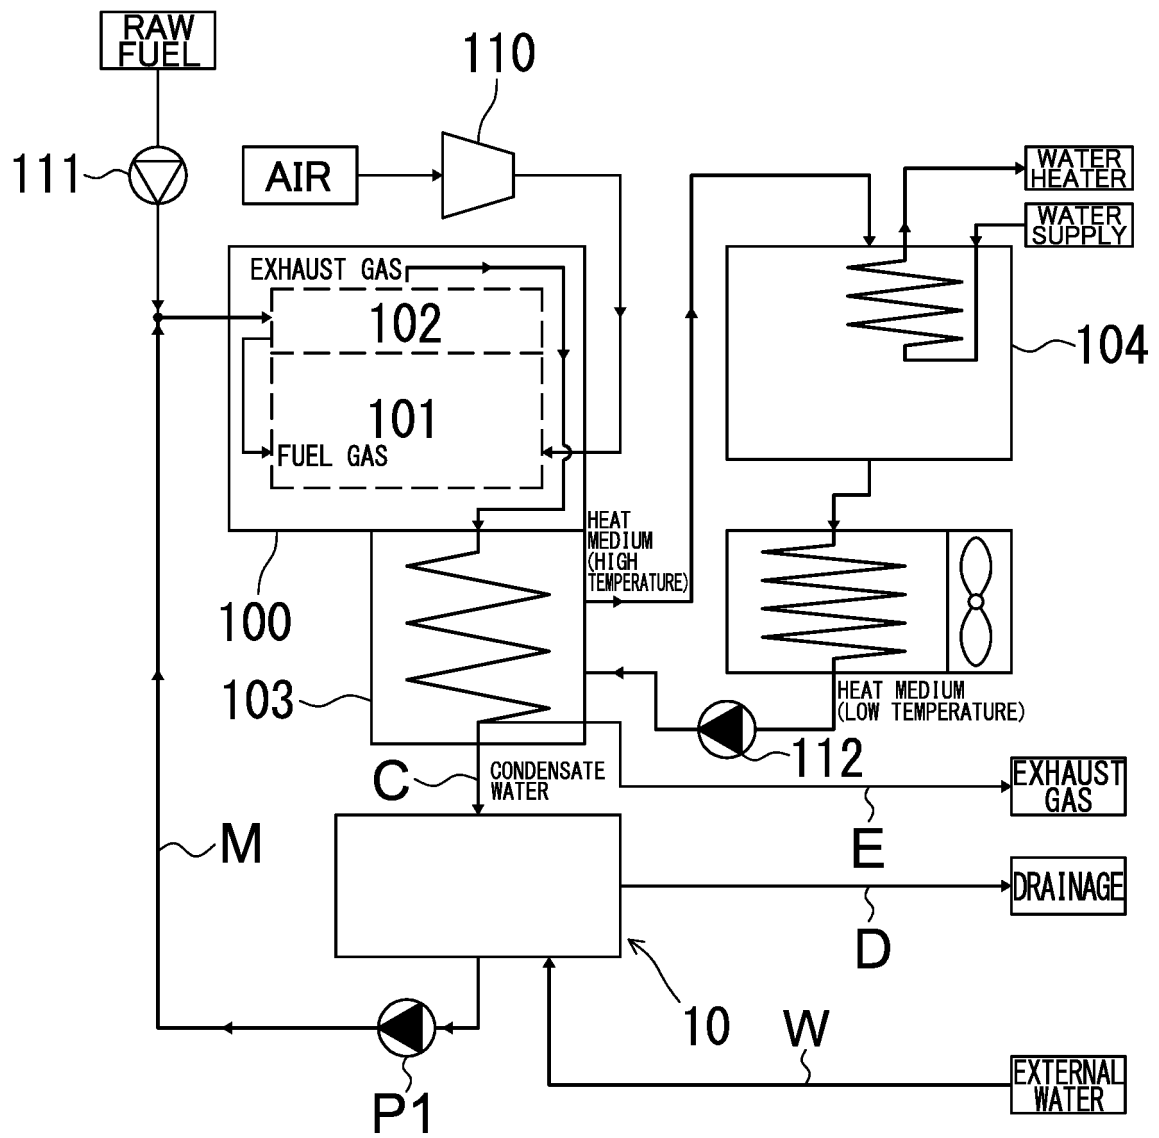 RAW
FUEL
110
111
AIR
WATER
HEATER
WATER
SUPPLY
EXHAUST GAS
102
104
101
FUEL GAS
HEAT
MEDIUM
(HIGH
TEMPERATURE)
100
103
HEAT MEDIUM
(LOW TEMPERATURE)
112
C
CONDENSATE
WATER
EXHAUST
GAS
M
E
DRAINAGE
D
10
W
P1
EXTERNAL
WATER